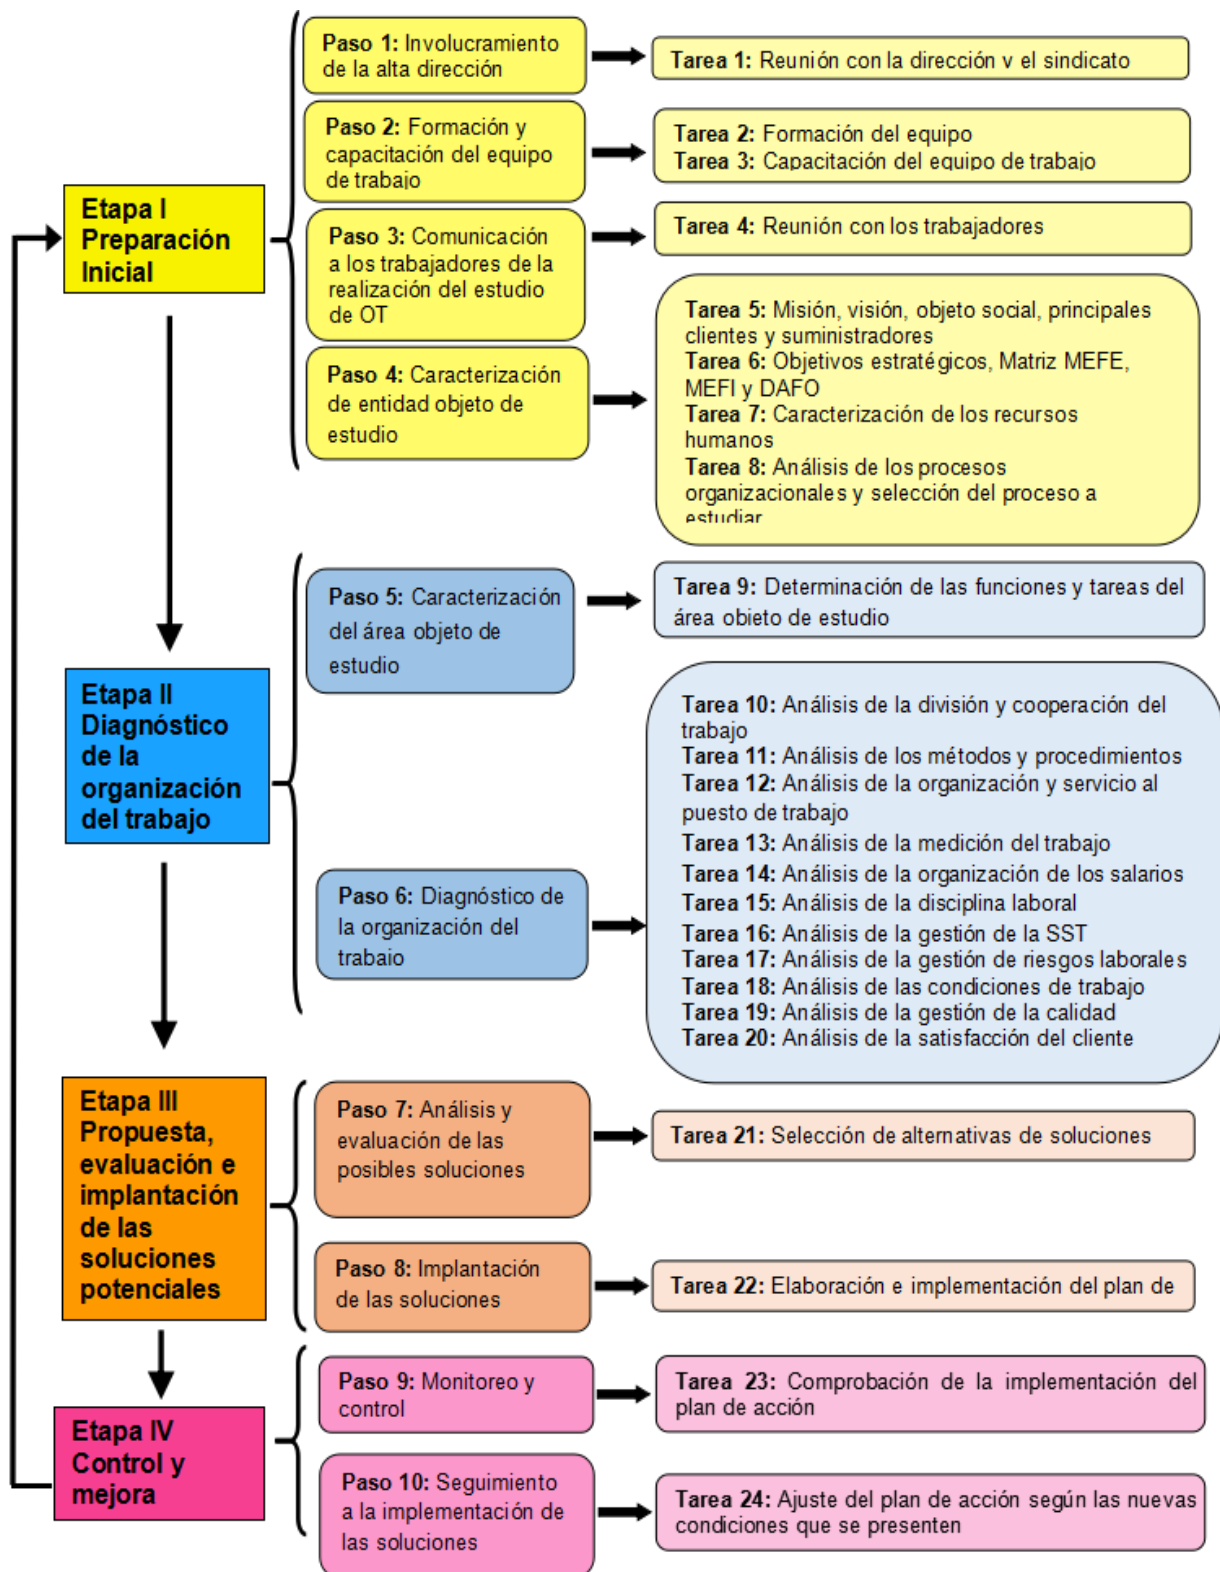 Etapa I
Preparación
Inicial
Paso 1: Involucramiento
de la alta dirección
Tarea 1: Reunión con la dirección v el sindicato
Paso 2: Formación y
capacitación del equipo
de trabajo
Tarea 2: Formación del equipo
Tarea 3: Capacitación del equipo de trabajo
Paso 3: Comunicación
a los trabajadores de la
realización del estudio
de OT
Tarea 4: Reunión con los trabajadores
Paso 4: Caracterización
de entidad objeto de
estudio
Tarea 5: Misión, visión, objeto social, principales
clientes y suministradores
Tarea 6: Objetivos estratégicos, Matriz MEFE,
MEFI y DAFO
Tarea 7: Caracterización de los recursos
humanos
Tarea 8: Análisis de los procesos
organizacionales y selección del proceso a
estudiar
Etapa II
Diagnóstico
de la
organización
del trabajo
Paso 5: Caracterización
del área objeto de
estudio
Tarea 9: Determinación de las funciones y tareas del
área objeto de estudio
Paso 6: Diagnóstico de
la organización del
trabajo
Tarea 10: Análisis de la división y cooperación del
trabajo
Tarea 11: Análisis de los métodos y procedimientos
Tarea 12: Análisis de la organización y servicio al
puesto de trabajo
Tarea 13: Análisis de la medición del trabajo
Tarea 14: Análisis de la organización de los salarios
Tarea 15: Análisis de la disciplina laboral
Tarea 16: Análisis de la gestión de la SST
Tarea 17: Análisis de la gestión de riesgos laborales
Tarea 18: Análisis de las condiciones de trabajo
Tarea 19: Análisis de la gestión de la calidad
Tarea 20: Análisis de la satisfacción del cliente
Etapa III
Propuesta,
evaluación e
implantación
de las
soluciones
potenciales
Paso 7: Análisis y
evaluación de las
posibles soluciones
Tarea 21: Selección de alternativas de soluciones
Paso 8: Implantación
de las soluciones
Tarea 22: Elaboración e implementación del plan de
Etapa IV
Control y
mejora
Paso 9: Monitoreo y
control
Tarea 23: Comprobación de la implementación del
plan de acción
Paso 10: Seguimiento
a la implementación de
las soluciones
Tarea 24: Ajuste del plan de acción según las nuevas
condiciones que se presenten